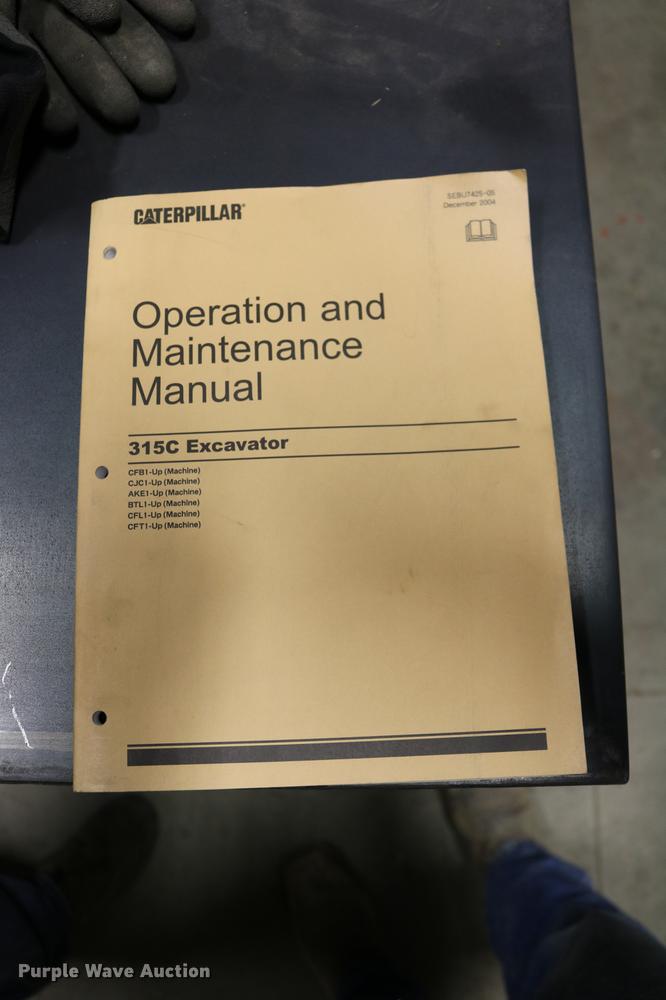 CATERPILLAR®
SEBU7425-05
December 2004
Operation and
Maintenance
Manual
315C Excavator
CFB1-Up (Machine)
CJC1-Up (Machine)
AKE1-Up (Machine)
BTL1-Up (Machine)
CFL1-Up (Machine)
CFT1-Up (Machine)
Purple Wave Auction